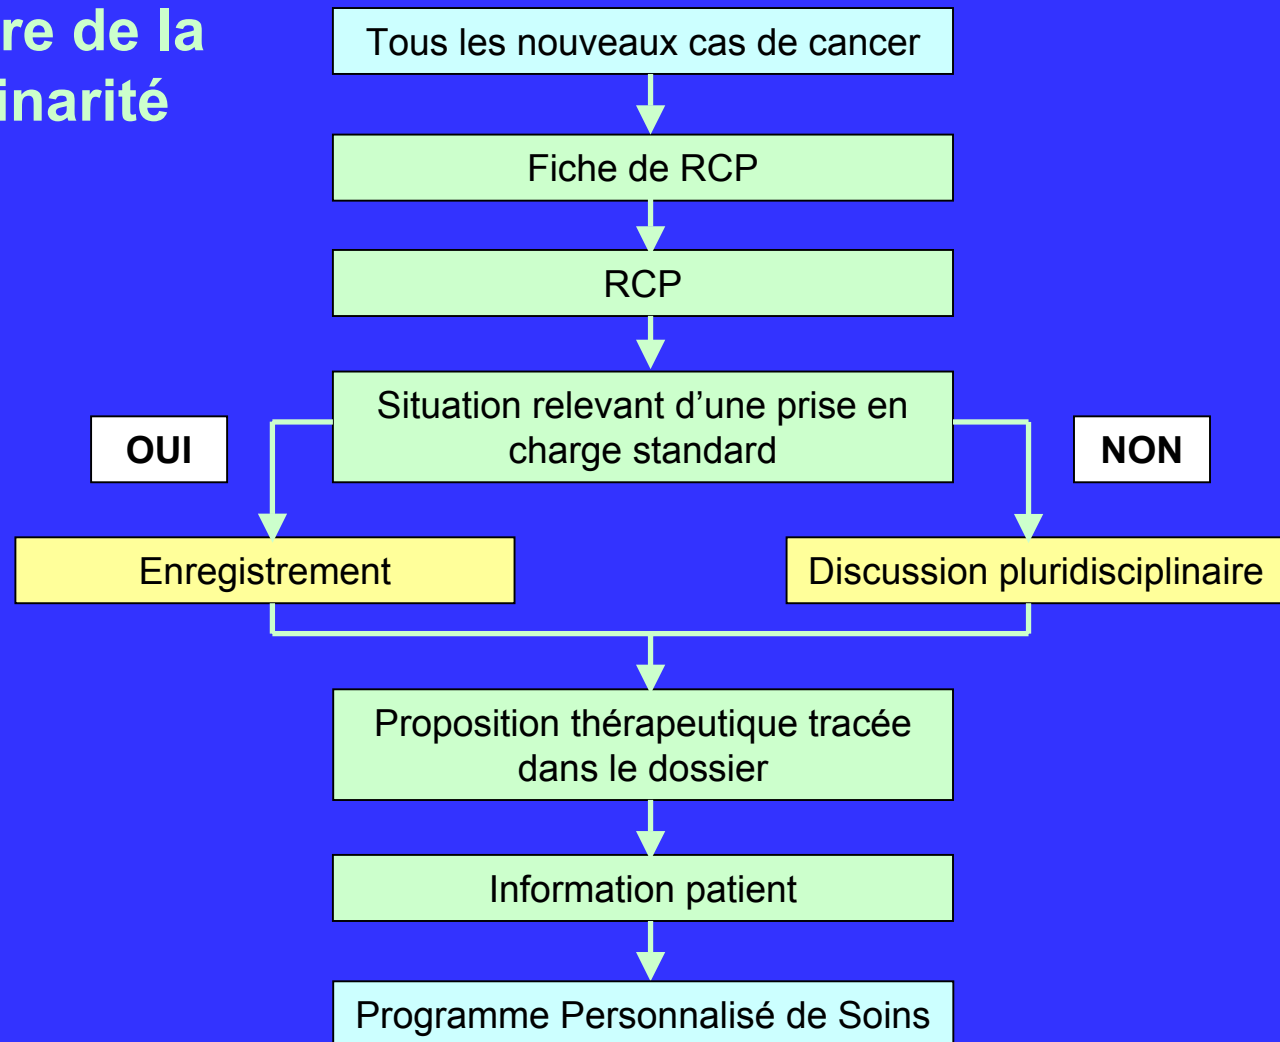 re de la
inarité
Tous les nouveaux cas de cancer
Fiche de RCP
RCP
Situation relevant d’une prise en
charge standard
OUI
NON
Enregistrement
Discussion pluridisciplinaire
Proposition thérapeutique tracée
dans le dossier
Information patient
Programme Personnalisé de Soins